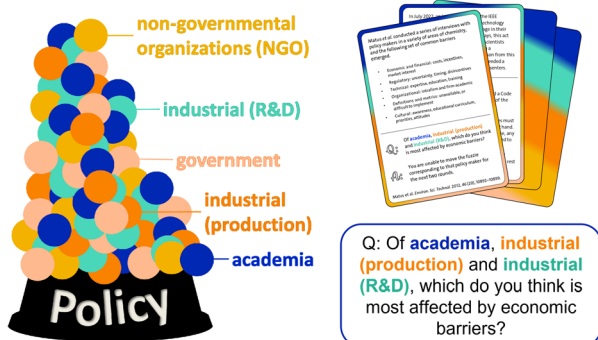 non-governmental
organizations (NGO)
industrial (R&D)
government
industrial
(production)
academia
Policy
Matus et al. conducted a series of interviews with
policy makers in a variety of areas of chemistry,
and the following set of common barriers
emerged.
• Economic and financial: costs, incentives,
market interest
• Regulatory: uncertainty, timing, disincentives
• Technical: expertise, education, training
• Organizational: idealism and firm-academic
• Definitions and metrics: unavailable, or
difficult to implement
• Cultural: awareness, educational curriculum,
priorities, attitudes
Q: Of academia, industrial (production)
and industrial (R&D), which do you think
is most affected by economic barriers?
A: You are unable to move the fuzzie
corresponding to that policy maker for
the next two rounds.
Matus et al. Environ. Sci. Technol. 2012, 46 (20), 10892–10899.
In July 2021,
Q: Of academia, industrial
(production) and industrial
(R&D), which do you think is
most affected by economic
barriers?